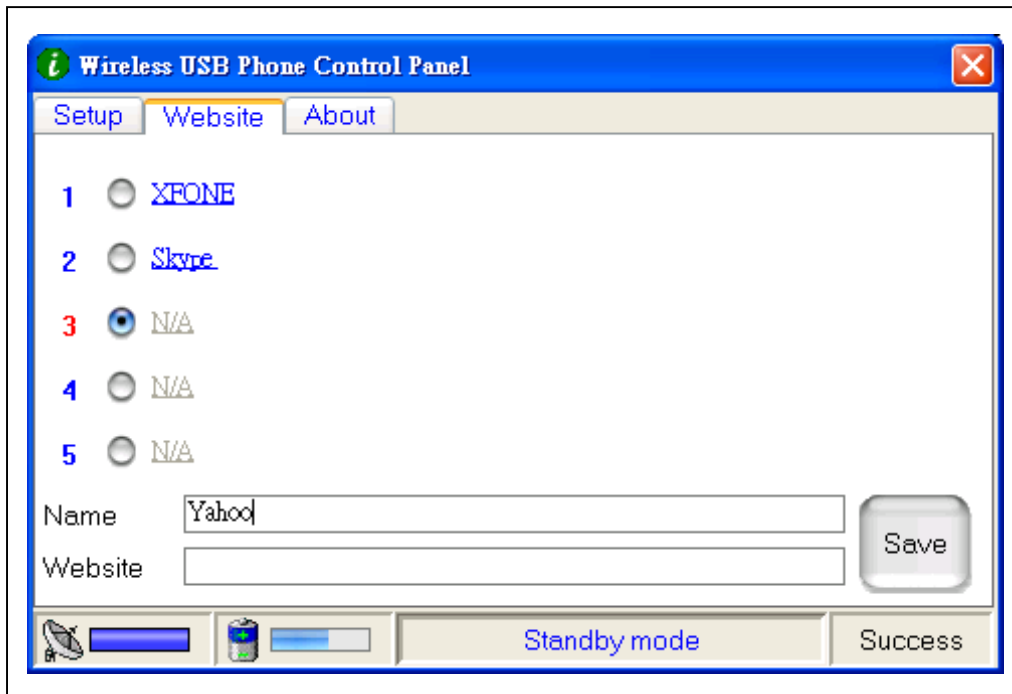 Wireless USB Phone Control Panel
Setup Website About
1 XFONE
2 Skype
3 N/A
4 N/A
5 N/A
Name Yahoo
Website
Save
Standby mode Success